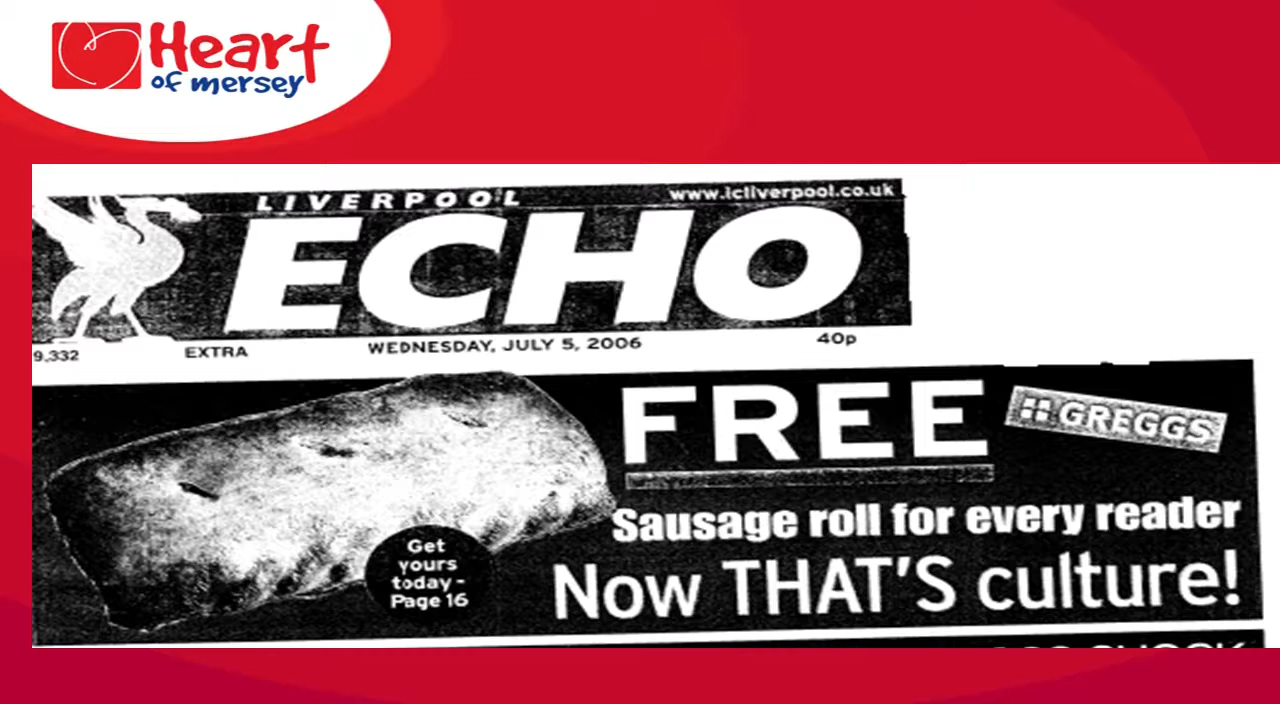 Heart
of mersey
LIVERPOOL
www.icliverpool.co.uk
ECHO
9,332
EXTRA
WEDNESDAY, JULY 5, 2006
40p
FREE
GREGGS
Sausage roll for every reader
Now THAT'S culture!
Get
yours
today -
Page 16